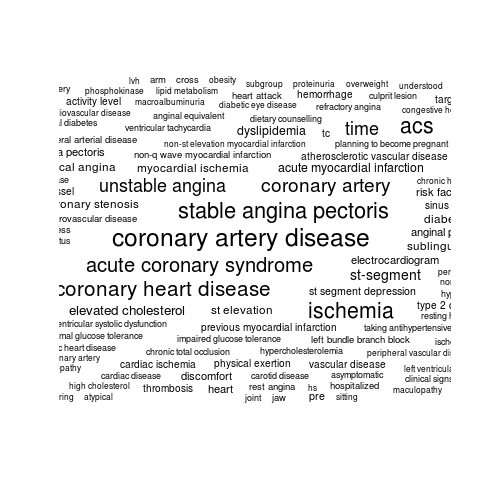 lvh arm cross obesity subgroup proteinuria overweight understood
ery phosphokinase lipid metabolism heart attack hemorrhage culprit lesion targ
activity level macroalbuminuria diabetic eye disease refractory angina congestive he
iovascular disease anginal equivalent dietary counselling
al diabetes ventricular tachycardia dyslipidemia tc time acs
eral arterial disease non-st elevation myocardial infarction planning to become pregnant
a pectoris non-q wave myocardial infarction atherosclerotic vascular disease
cal angina myocardial ischemia acute myocardial infarction
ase unstable angina coronary artery chronic h
sel risk fac
ronary stenosis stable angina pectoris sinus
rovascular disease diabe
ess coronary artery disease anginal p
tus sublingu
acute coronary syndrome electrocardiogram
st-segment per
coronary heart disease st segment depression no
hy
elevated cholesterol st elevation ischemia type 2 d
resting h
entricular systolic dysfunction previous myocardial infarction taking antihypertensive
mal glucose tolerance impaired glucose tolerance left bundle branch block isch
c heart disease chronic total occlusion hypercholesterolemia peripheral vascular dis
nary artery cardiac ischemia physical exertion vascular disease
pathy left ventricula
cardiac disease discomfort carotid disease asymptomatic clinical signs
high cholesterol thrombosis heart rest angina hs hospitalized maculopathy
ring atypical joint jaw pre sitting